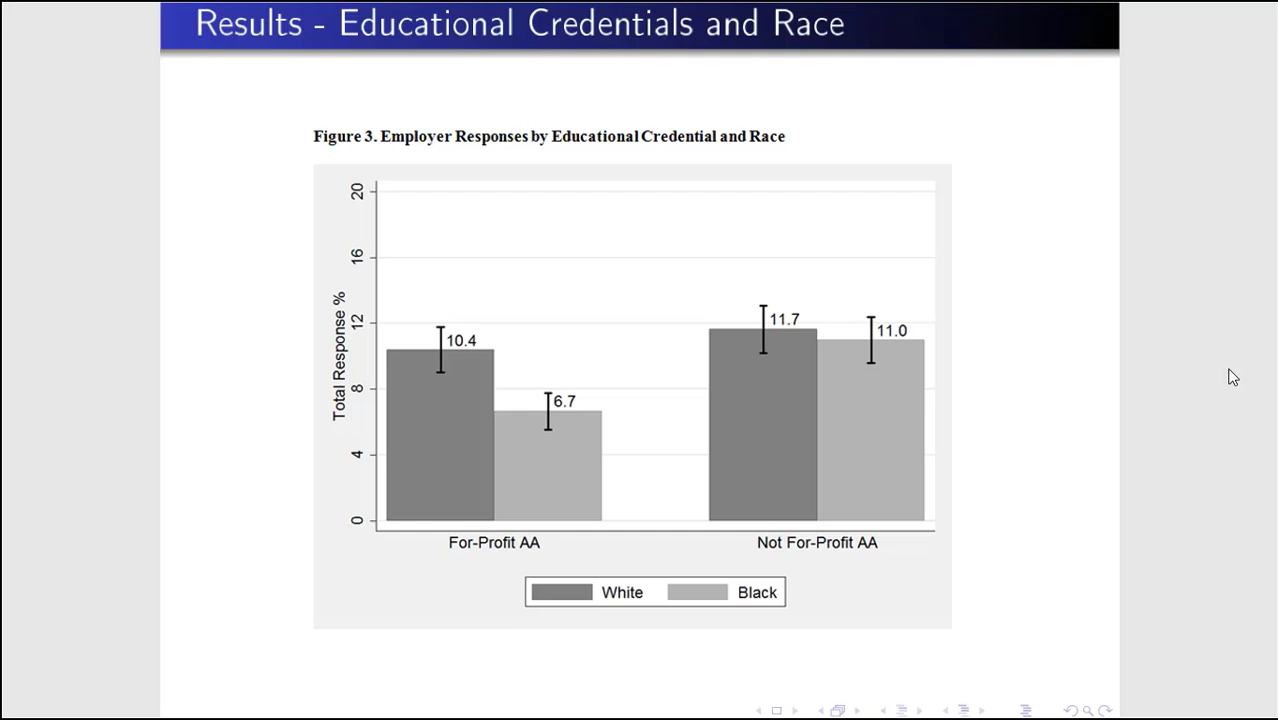 Results - Educational Credentials and Race
Figure 3. Employer Responses by Educational Credential and Race
Total Response %
20
16
12
8
4
0
10.4
6.7
11.7
11.0
For-Profit AA
Not For-Profit AA
White
Black